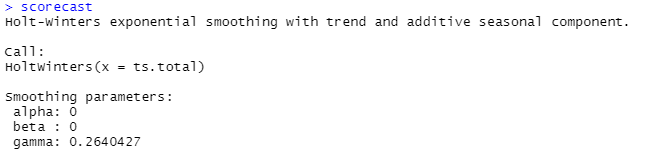 > scorecast
Holt-Winters exponential smoothing with trend and additive seasonal component.
Call:
HoltWinters(x = ts.total)
Smoothing parameters:
alpha: 0
beta : 0
gamma: 0.2640427